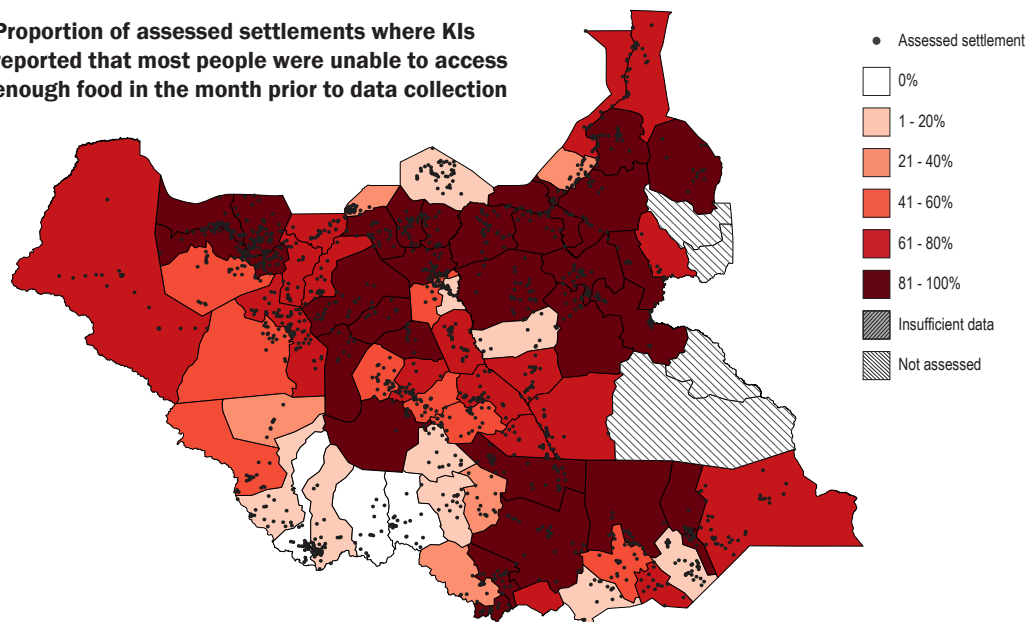 Proportion of assessed settlements where KIs
reported that most people were unable to access
enough food in the month prior to data collection
Assessed settlement
0%
1 - 20%
21 - 40%
41 - 60%
61 - 80%
81 - 100%
Insufficient data
Not assessed